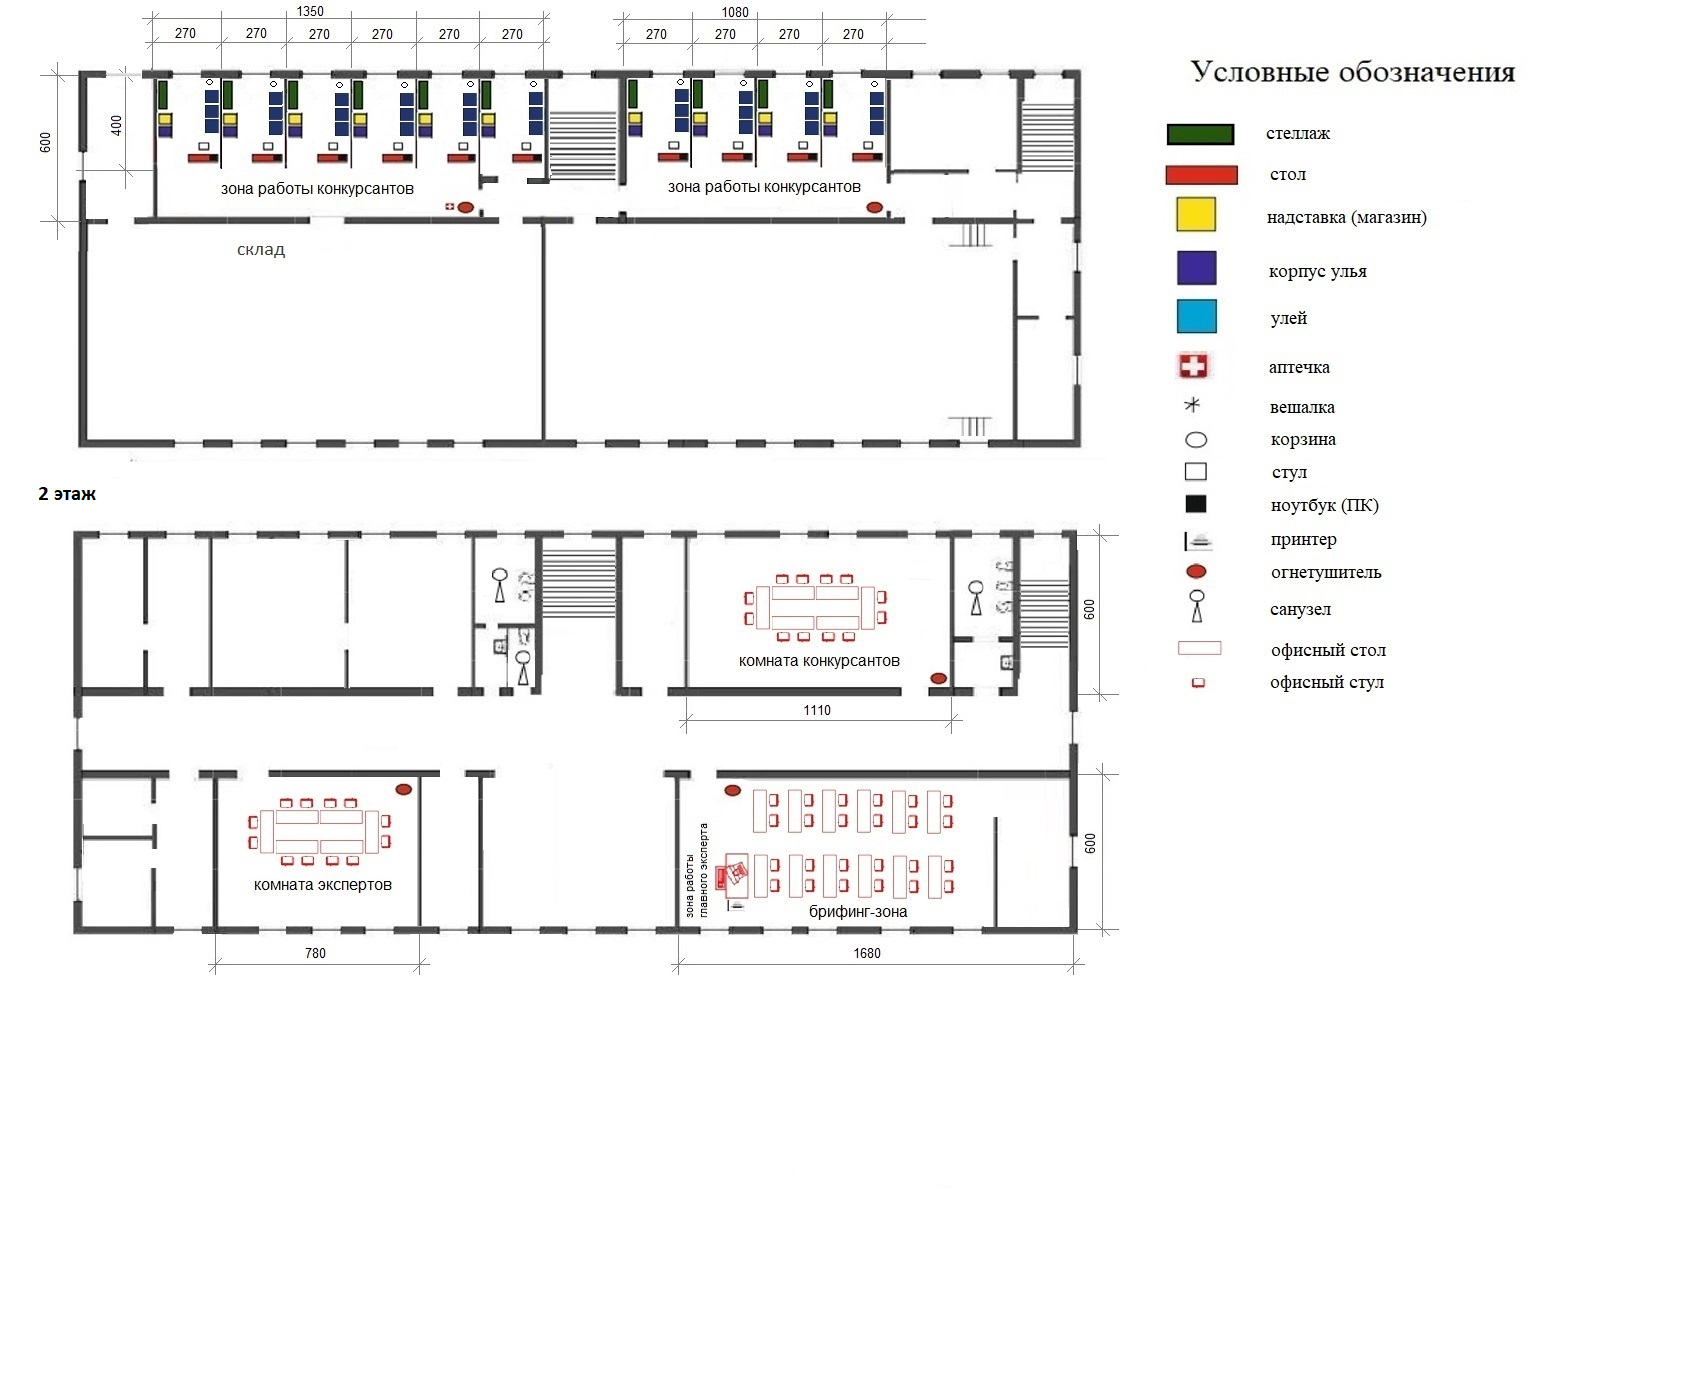 1350
1080
270 270 270 270 270 270
270 270 270 270
600
400
зона работы конкурсантов
зона работы конкурсантов
склад
2 этаж
комната конкурсантов
600
1110
комната экспертов
780
зона работы
главного эксперта
брифинг-зона
600
1680
Условные обозначения
стеллаж
стол
надставка (магазин)
корпус улья
улей
аптечка
вешалка
корзина
стул
ноутбук (ПК)
принтер
огнетушитель
санузел
офисный стол
офисный стул